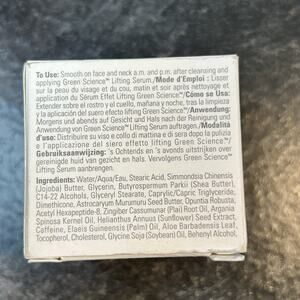 To Use: Smooth on face and neck a.m. and p.m. after cleansing and
applying Green Science™ Lifting Serum./Mode d'Emploi : Lisser
sur la peau du visage et du cou, matin et soir après nettoyage et
application du Sérum Effet Lifting Green Science™/Cómo se Usa:
Extender sobre el rostro y el cuello, mañana y noche, tras la limpieza
y la aplicación del suero efecto lifting Green Science™/Anwendung:
Morgens und abends auf Gesicht und Hals nach der Reinigung und
Anwendung von Green Science™ Lifting Serum auftragen./Modalità
d'uso: Distribuire su viso e collo di mattina e di sera dopo la pulizia
e l'applicazione del siero effetto lifting Green Science™/
Gebruiksaanwijzing: 's Ochtends en 's avonds uitstrijken over
gereinigde huid van gezicht en hals. Vervolgens Green Science™
Lifting Serum aanbrengen.
Ingredients: Water/Aqua/Eau, Stearic Acid, Simmondsia Chinensis
(Jojoba) Butter, Glycerin, Butyrospermum Parkii (Shea Butter),
C14-22 Alcohols, Glyceryl Stearate, Caprylic/Capric Triglyceride,
Dimethicone, Astrocaryum Murumuru Seed Butter, Opuntia Robusta,
Acetyl Hexapeptide-8, Zingiber Cassumunar (Plai) Root Oil, Argania
Spinosa Kernel Oil, Helianthus Annuus (Sunflower) Seed Extract,
Caffeine, Elaeis Guineensis (Palm) Oil, Aloe Barbadensis Leaf,
Tocopherol, Cholesterol, Glycine Soja (Soybean) Oil, Behenyl Alcohol,